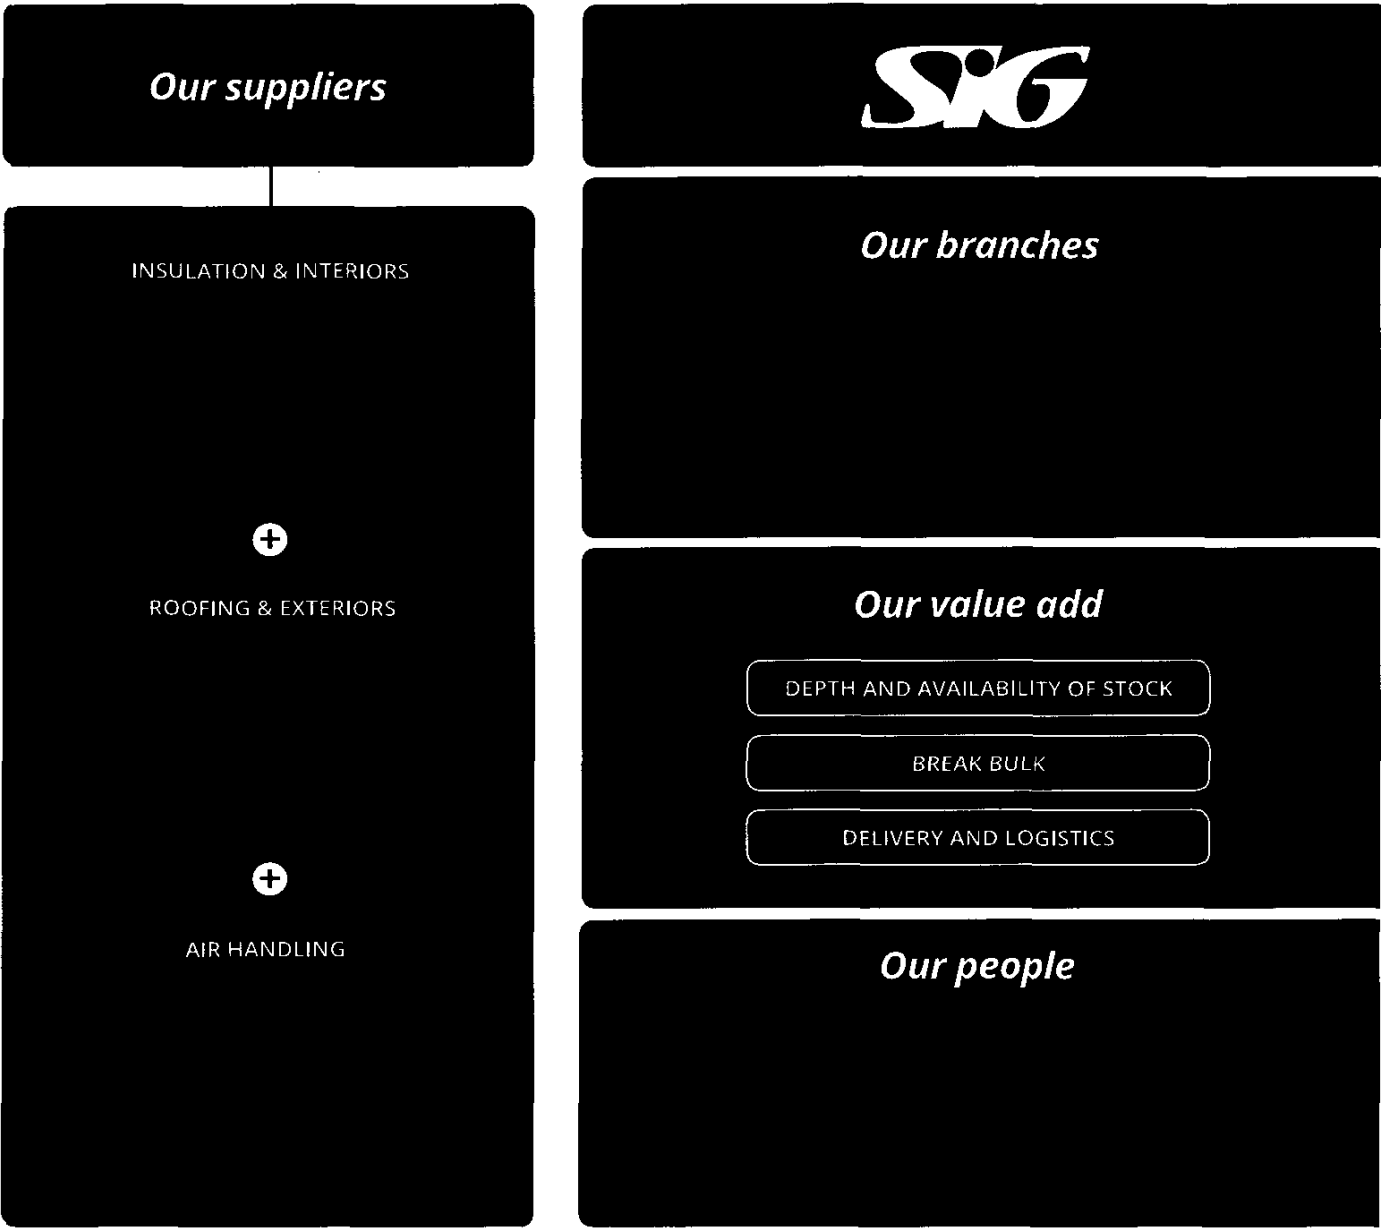 Our suppliers
INSULATION & INTERIORS
ROOFING & EXTERIORS
AIR HANDLING
SiG
Our branches
Our value add
DEPTH AND AVAILABILITY OF STOCK
BREAK BULK
DELIVERY AND LOGISTICS
Our people